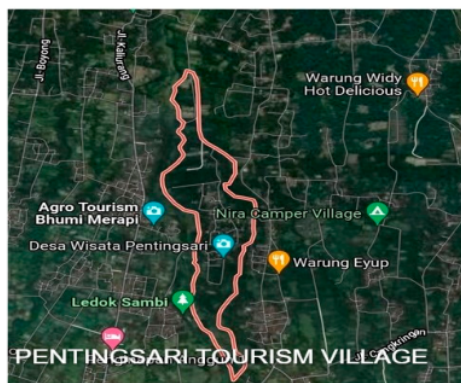 Jl. Boyong
Jl. Kaliurang
Warung Widy
Hot Delicious
Agro Tourism
Bhumi Merapi
Nira Camper Village
Desa Wisata Pentingsari
Warung Eyup
Ledok Sambi
PENTINGSARI TOURISM VILLAGE